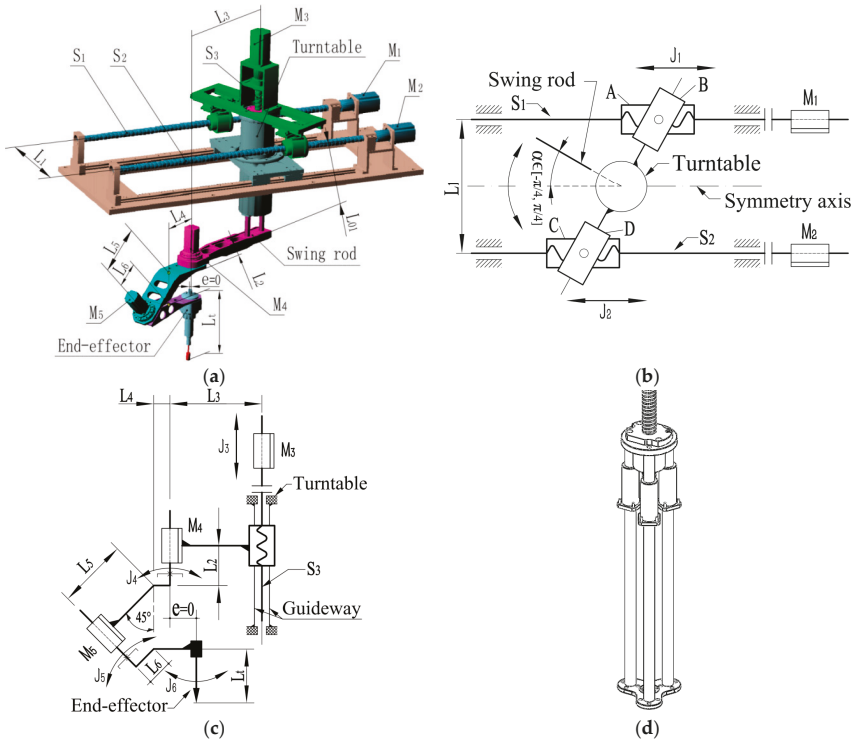 L3
M3
S3
Turntable
S1
S2
M1
M2
L1
L4
L01
L5
L6
Swing rod
L2
e=0
M5
M4
Lt
End-effector
(a)
J1
Swing rod
A
B
S1
M1
L1
α∈[-π/4, π/4]
Turntable
Symmetry axis
C
D
S2
M2
J2
(b)
L4
L3
J3
M3
Turntable
M4
L2
L5
J4
S3
45°
e=0
Guideway
M5
J5
L6
J6
Lt
End-effector
(c)
(d)